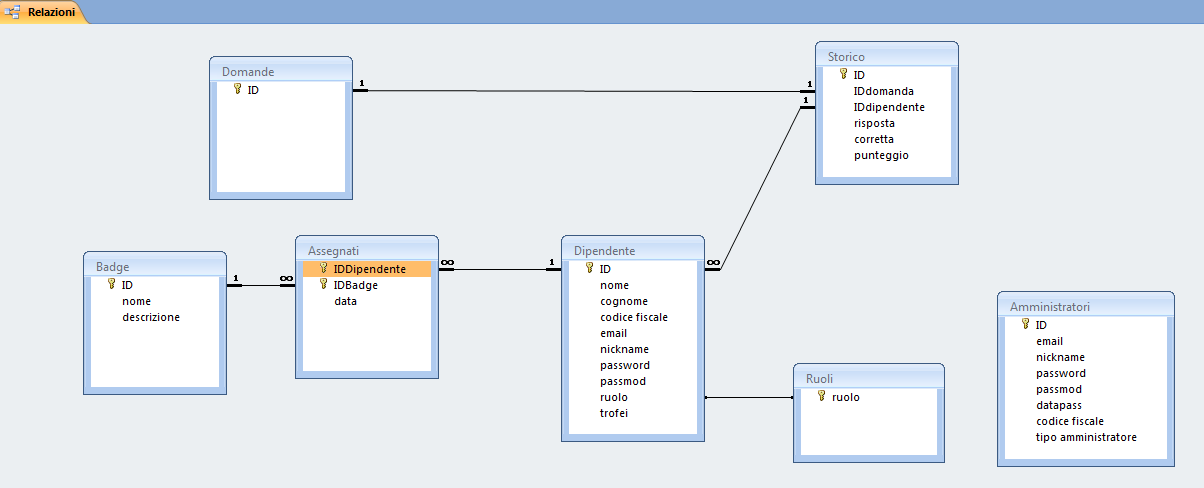 Relazioni
Domande
ID
1
Storico
ID
IDdomanda
IDdipendente
risposta
corretta
punteggio
1
1
Badge
ID
nome
descrizione
1
∞
Assegnati
IDDipendente
IDBadge
data
∞
1
Dipendente
ID
nome
cognome
codice fiscale
email
nickname
password
passmod
ruolo
trofei
∞
Ruoli
ruolo
Amministratori
ID
email
nickname
password
passmod
datapass
codice fiscale
tipo amministratore